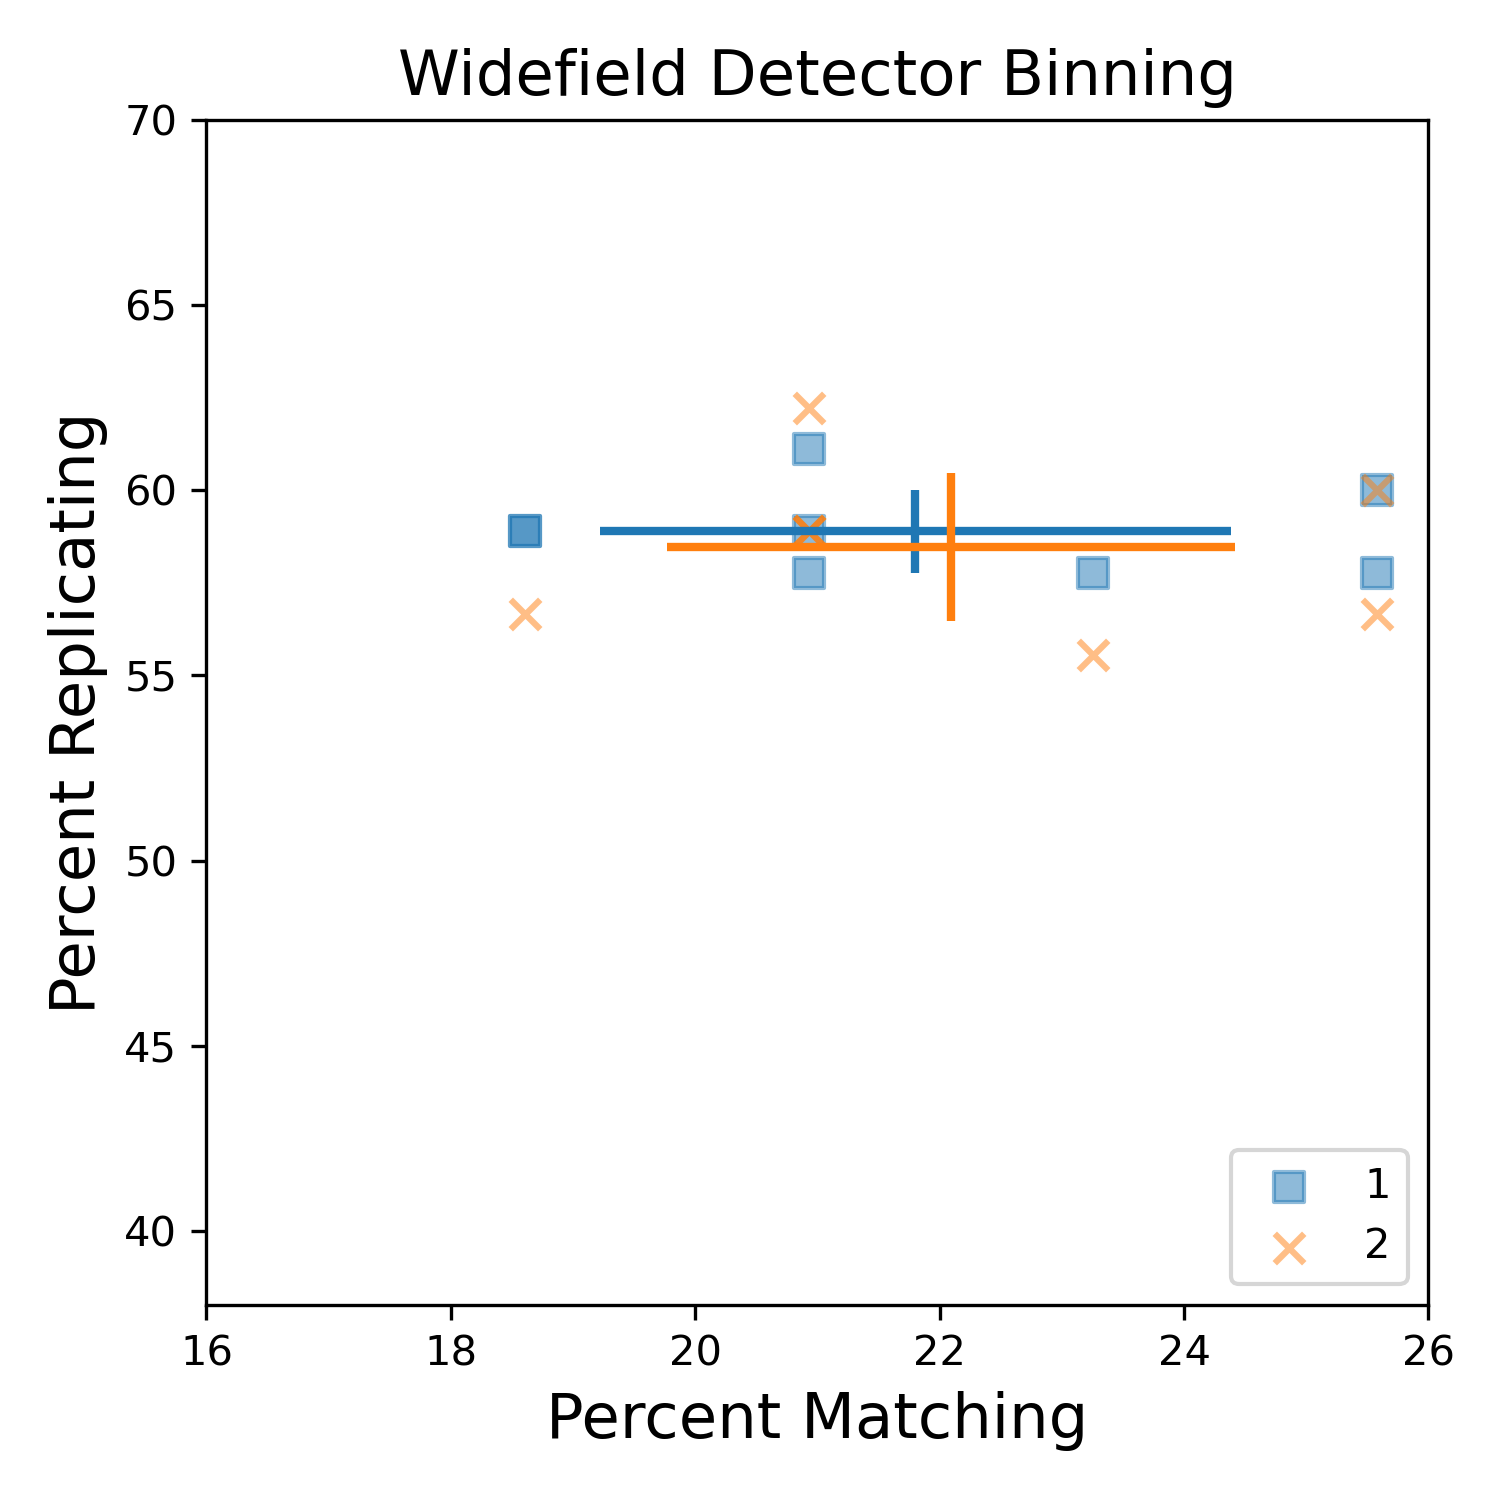 Widefield Detector Binning
70
65
60
55
50
45
40
Percent Replicating
1
2
16 18 20 22 24 26
Percent Matching